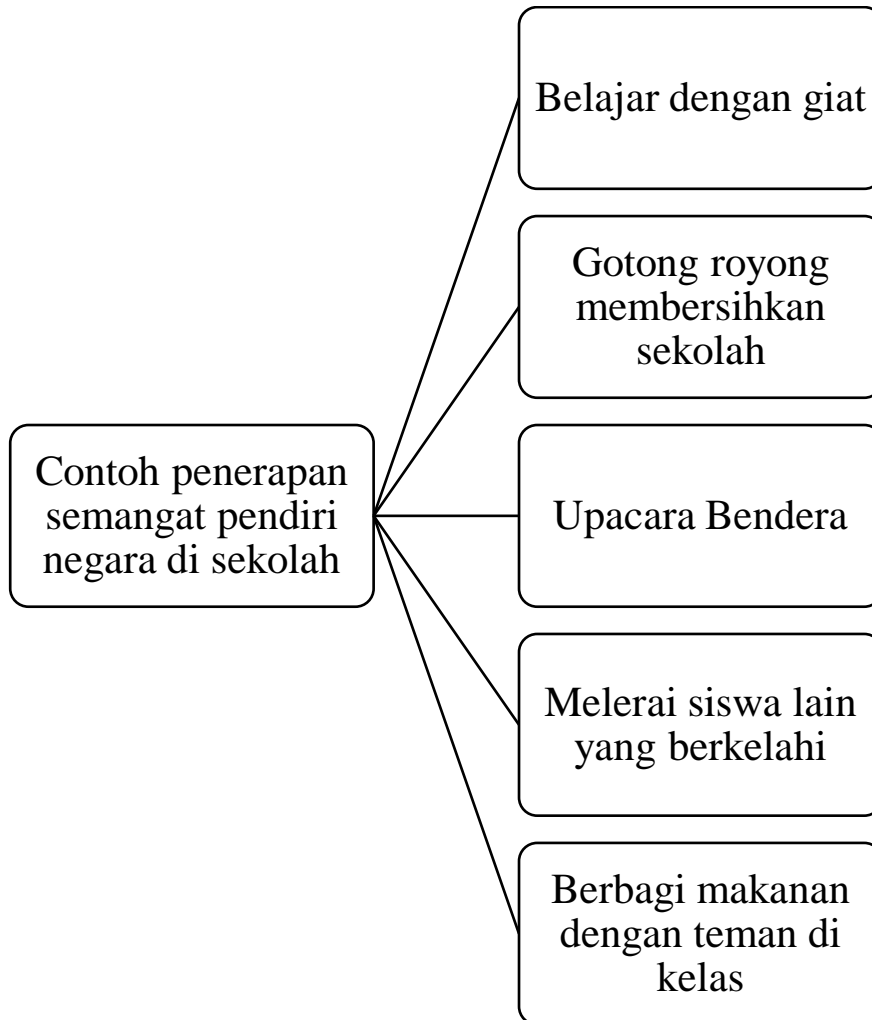 Contoh penerapan
semangat pendiri
negara di sekolah
Belajar dengan giat
Gotong royong
membersihkan
sekolah
Upacara Bendera
Melerai siswa lain
yang berkelahi
Berbagi makanan
dengan teman di
kelas